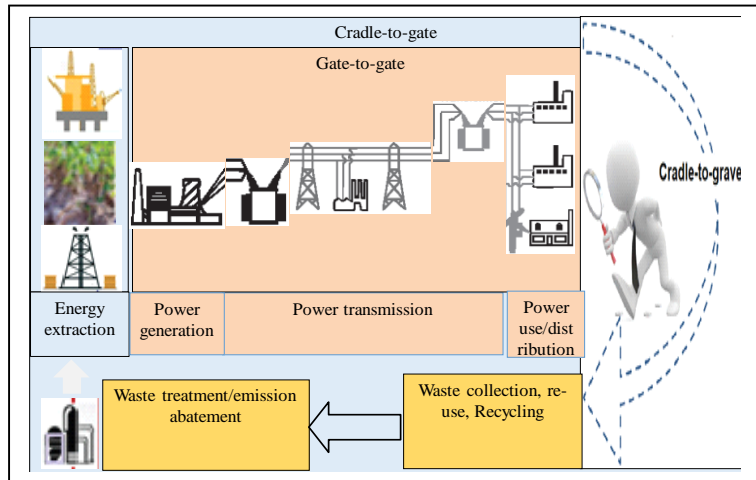 Cradle-to-gate
Gate-to-gate
Cradle-to-grave
Energy
extraction
Power
generation
Power transmission
Power
use/dist
ribution
Waste treatment/emission
abatement
Waste collection, re-
use, Recycling